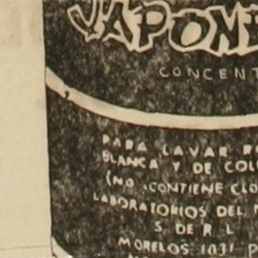 JAPONE
CONCENT
PARA LAVAR R
BLANCA Y DE COL
(NO CONTIENE CLO
LABORATORIOS DEL
S. DE R. L.
MORELOS 1031 P